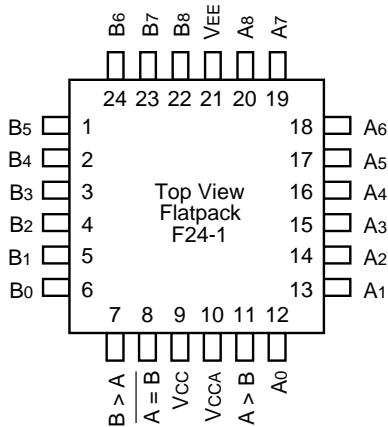 B6 B7 B8 VEE A8 A7
24 23 22 21 20 19
B5 1 18 A6
B4 2 17 A5
B3 3 Top View 16 A4
B2 4 Flatpack 15 A3
B1 5 F24-1 14 A2
B0 6 13 A1
7 8 9 10 11 12
B > A A = B VCC VCCA A > B A0